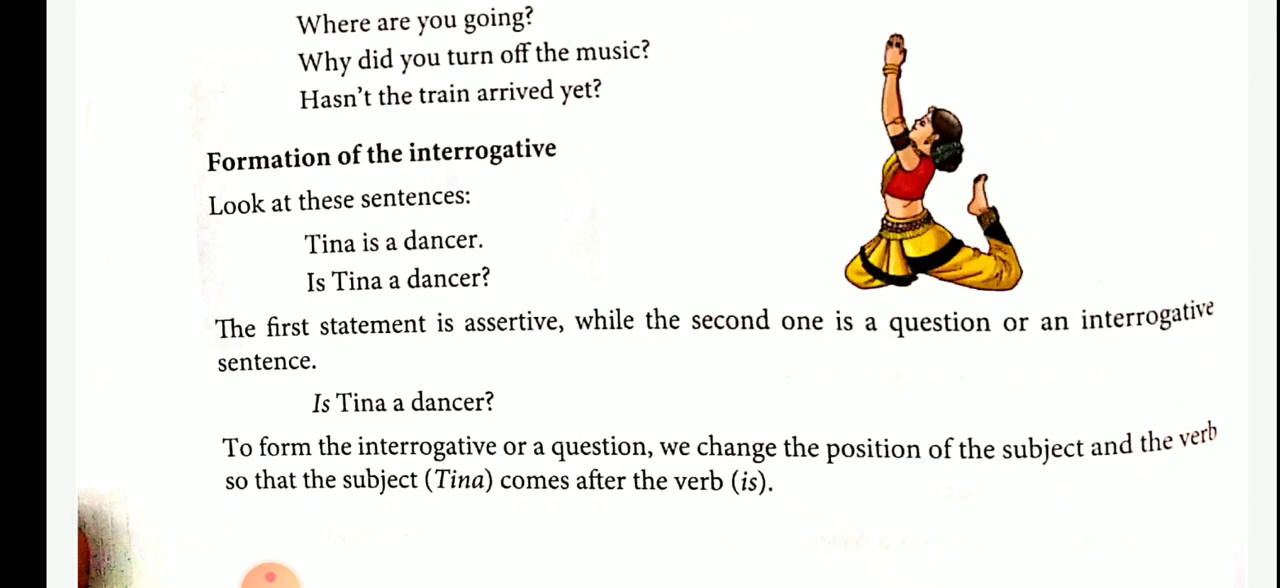 Where are you going?
Why did you turn off the music?
Hasn't the train arrived yet?
Formation of the interrogative
Look at these sentences:
Tina is a dancer.
Is Tina a dancer?
The first statement is assertive, while the second one is a question or an interrogative
sentence.
Is Tina a dancer?
To form the interrogative or a question, we change the position of the subject and the verb
so that the subject (Tina) comes after the verb (is).